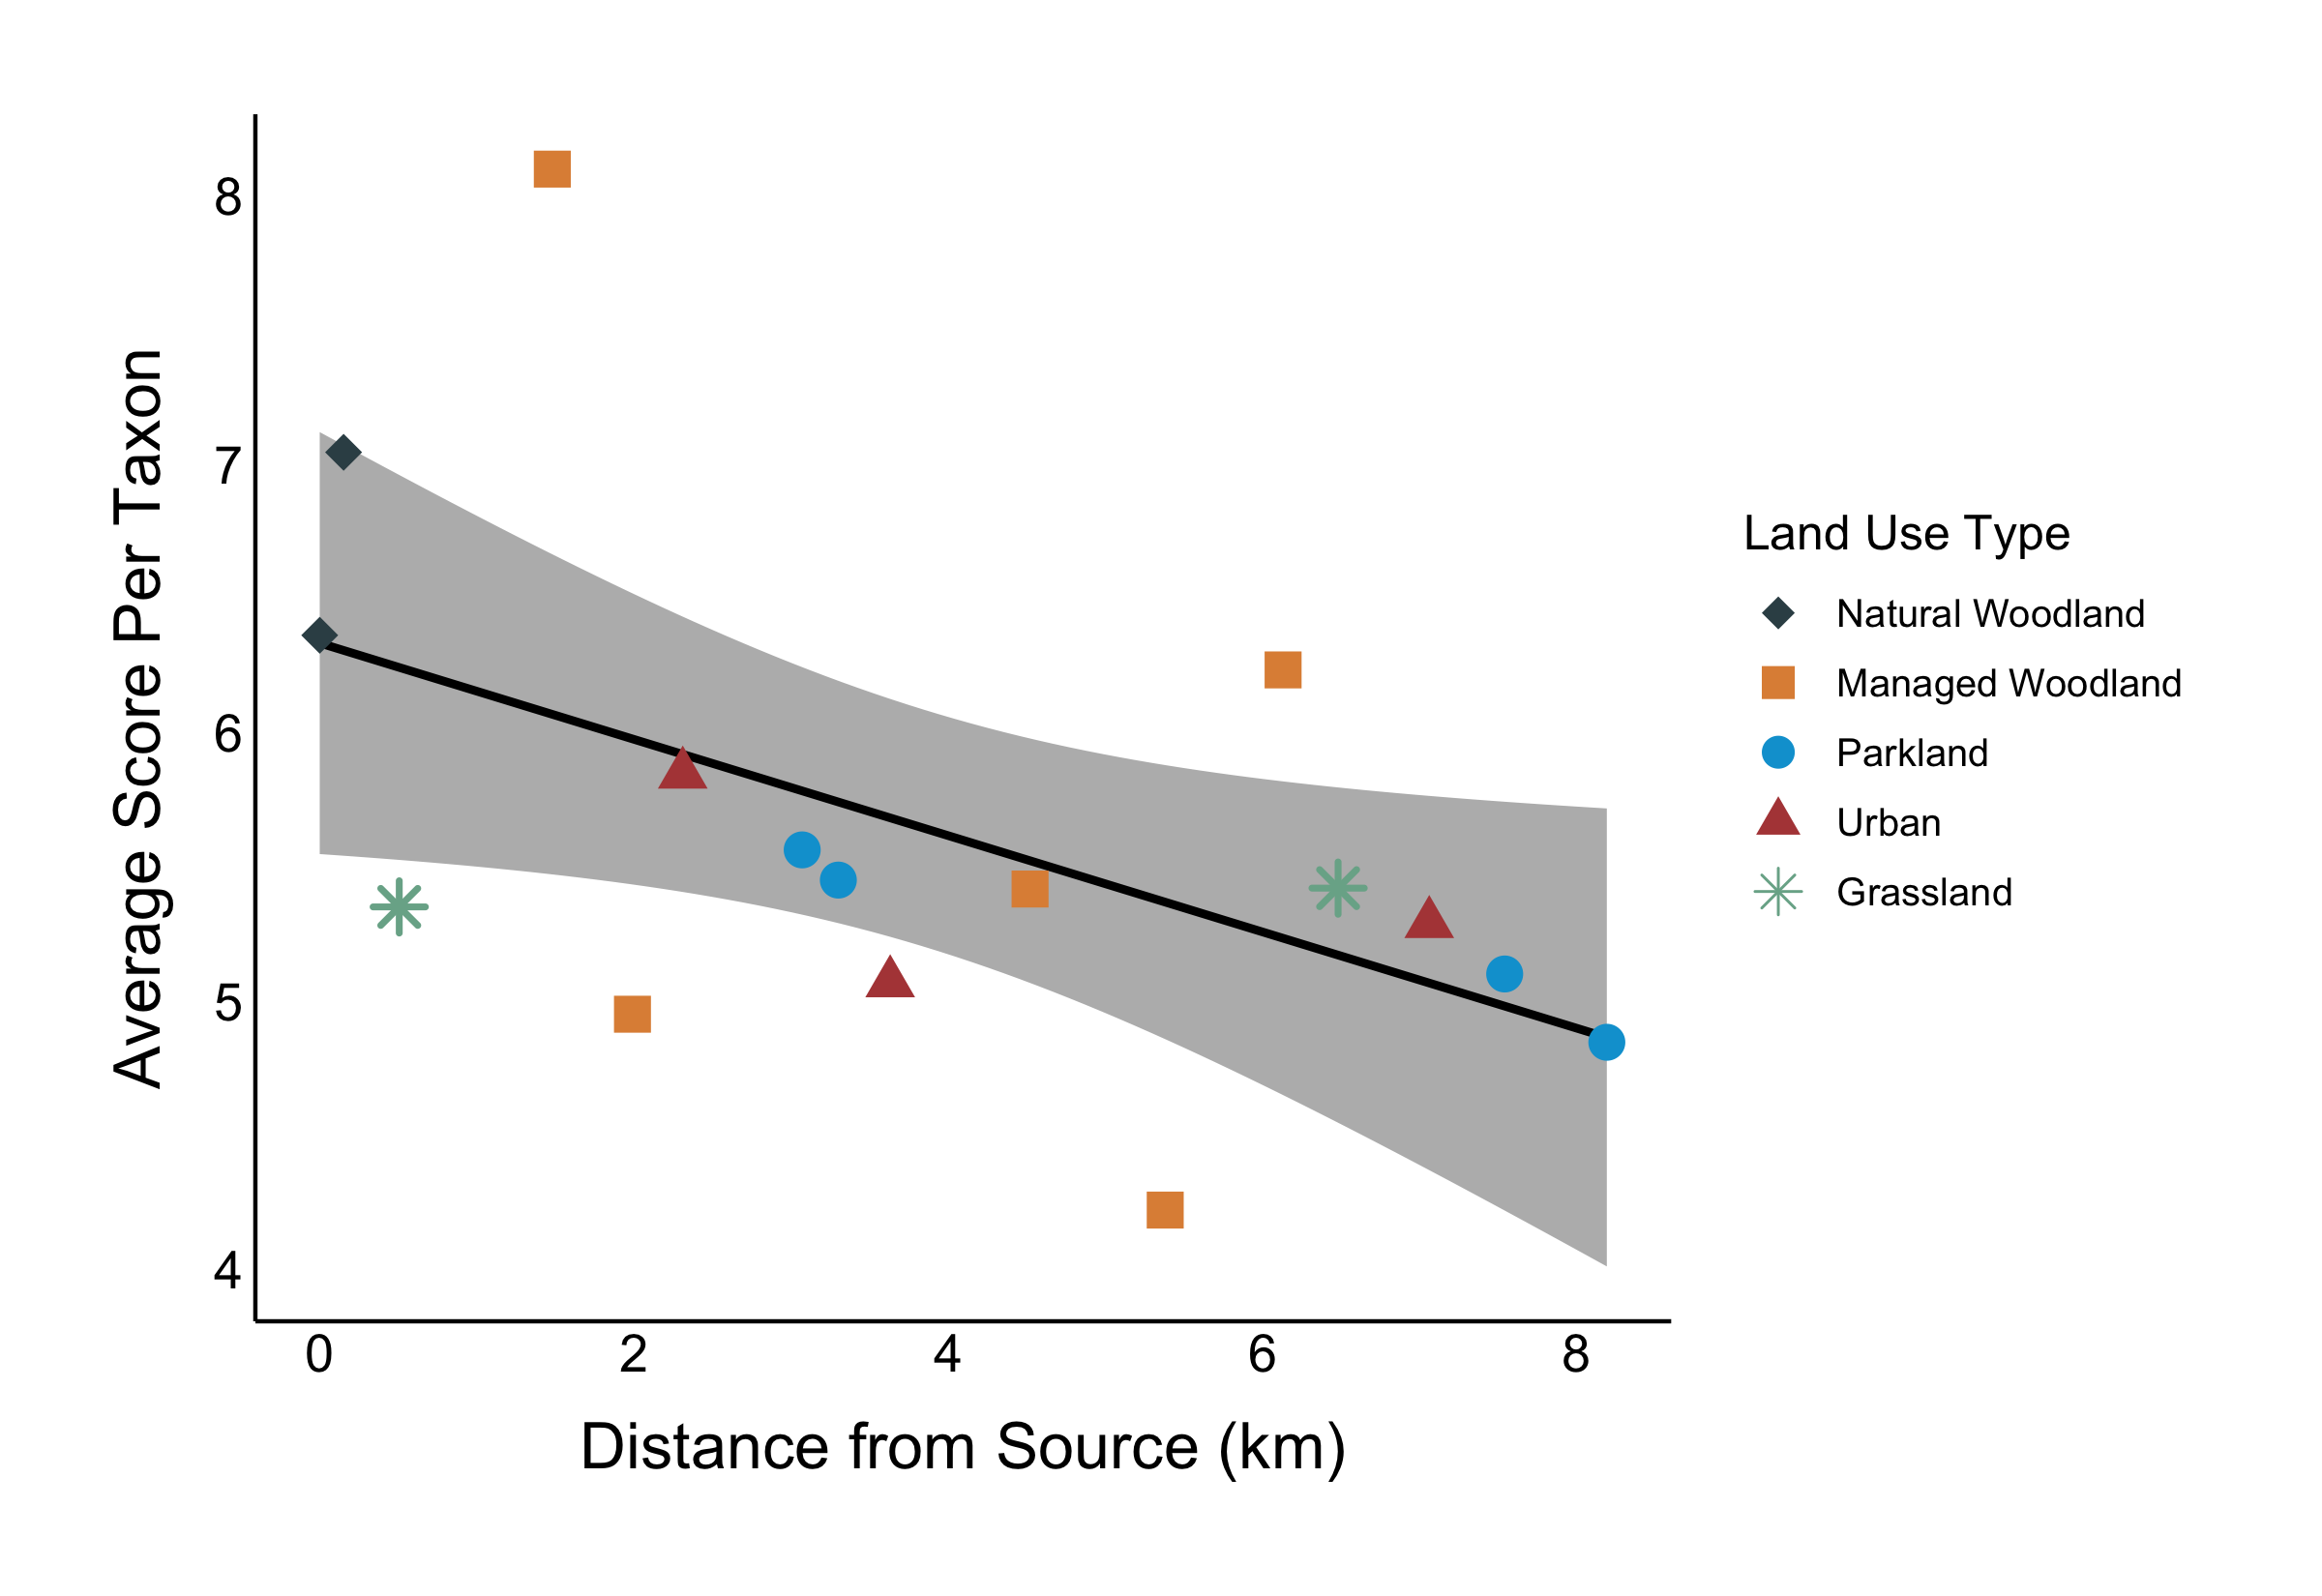 Average Score Per Taxon
8
7
6
5
4
0 2 4 6 8
Distance from Source (km)
Land Use Type
Natural Woodland
Managed Woodland
Parkland
Urban
Grassland